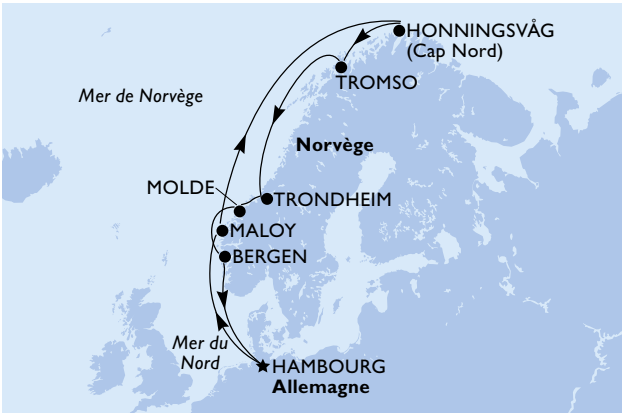 HONNINGSVÅG
(Cap Nord)
TROMSO
Mer de Norvège
Norvège
MOLDE
TRONDHEIM
MALOY
BERGEN
Mer du
Nord
HAMBOURG
Allemagne